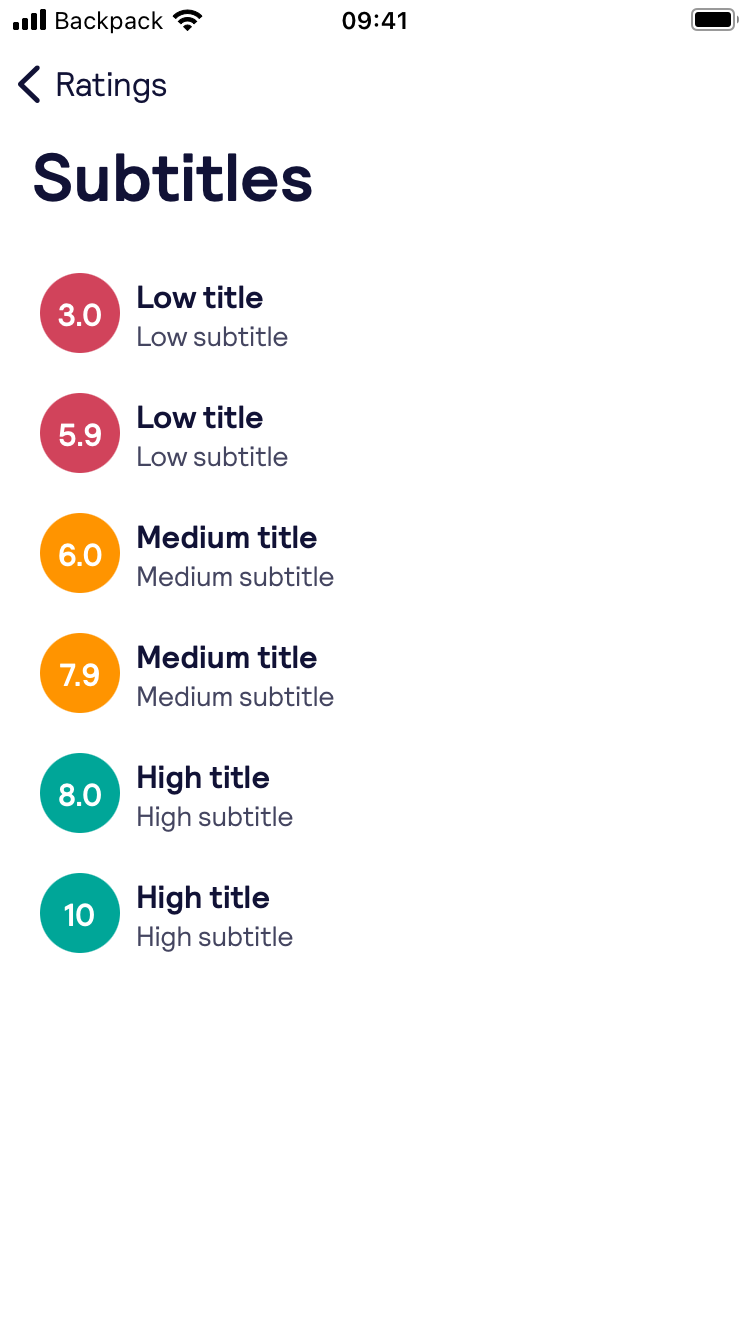 Backpack 09:41
Ratings
Subtitles
3.0 Low title
Low subtitle
5.9 Low title
Low subtitle
6.0 Medium title
Medium subtitle
7.9 Medium title
Medium subtitle
8.0 High title
High subtitle
10 High title
High subtitle